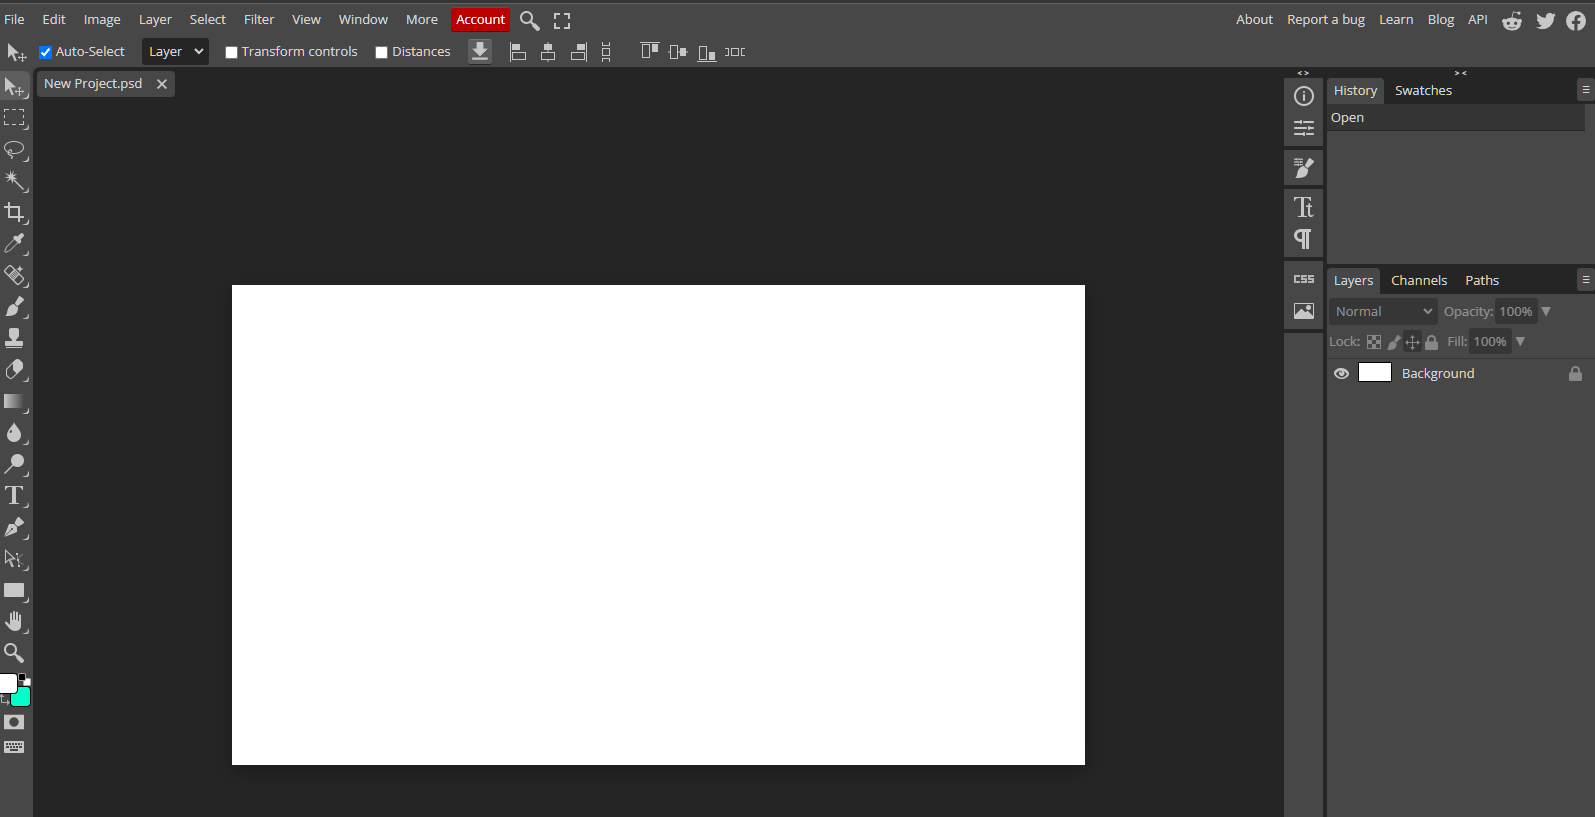 File Edit Image Layer Select Filter View Window More Account About Report a bug Learn Blog API
Auto-Select Layer Transform controls Distances
New Project.psd
History Swatches
Open
CSS
Layers Channels Paths
Normal Opacity: 100%
Lock: Fill: 100%
Background